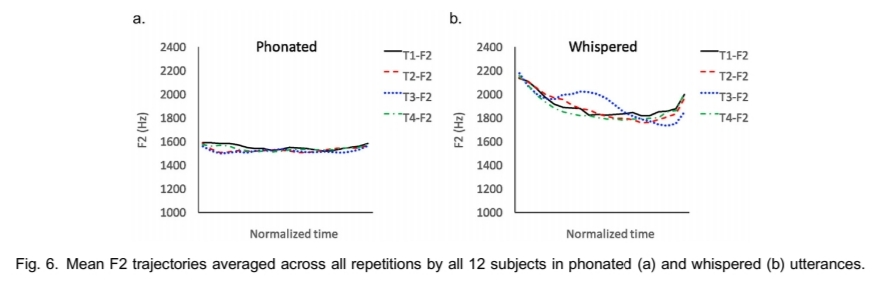 a.
Phonated
2400
2200
2000
1800
1600
1400
1200
1000
F2 (Hz)
Normalized time
T1-F2
T2-F2
T3-F2
T4-F2
b.
Whispered
2400
2200
2000
1800
1600
1400
1200
1000
F2 (Hz)
Normalized time
T1-F2
T2-F2
T3-F2
T4-F2
Fig. 6. Mean F2 trajectories averaged across all repetitions by all 12 subjects in phonated (a) and whispered (b) utterances.